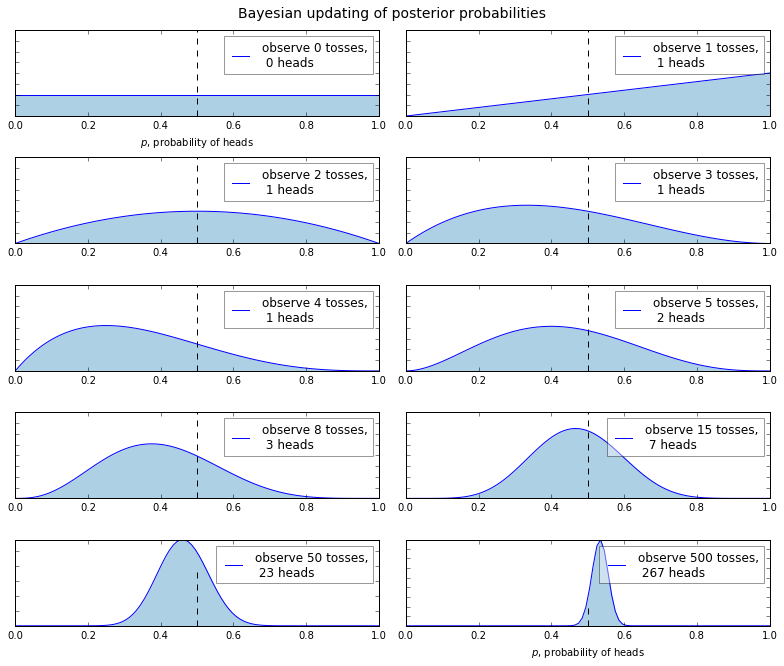 Bayesian updating of posterior probabilities
observe 0 tosses,
0 heads
0.0 0.2 0.4 0.6 0.8 1.0
p, probability of heads
observe 1 tosses,
1 heads
0.0 0.2 0.4 0.6 0.8 1.0
observe 2 tosses,
1 heads
0.0 0.2 0.4 0.6 0.8 1.0
observe 3 tosses,
1 heads
0.0 0.2 0.4 0.6 0.8 1.0
observe 4 tosses,
1 heads
0.0 0.2 0.4 0.6 0.8 1.0
observe 5 tosses,
2 heads
0.0 0.2 0.4 0.6 0.8 1.0
observe 8 tosses,
3 heads
0.0 0.2 0.4 0.6 0.8 1.0
observe 15 tosses,
7 heads
0.0 0.2 0.4 0.6 0.8 1.0
observe 50 tosses,
23 heads
0.0 0.2 0.4 0.6 0.8 1.0
observe 500 tosses,
267 heads
0.0 0.2 0.4 0.6 0.8 1.0
p, probability of heads